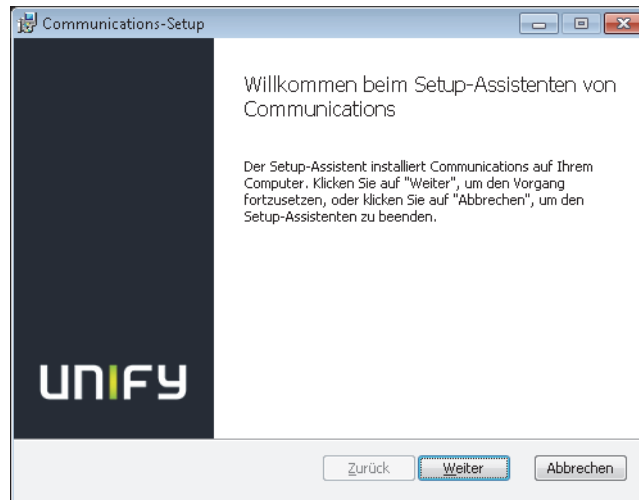 Communications-Setup
Willkommen beim Setup-Assistenten von
Communications
Der Setup-Assistent installiert Communications auf Ihrem
Computer. Klicken Sie auf "Weiter", um den Vorgang
fortzusetzen, oder klicken Sie auf "Abbrechen", um den
Setup-Assistenten zu beenden.
UNIFY
Zurück Weiter Abbrechen